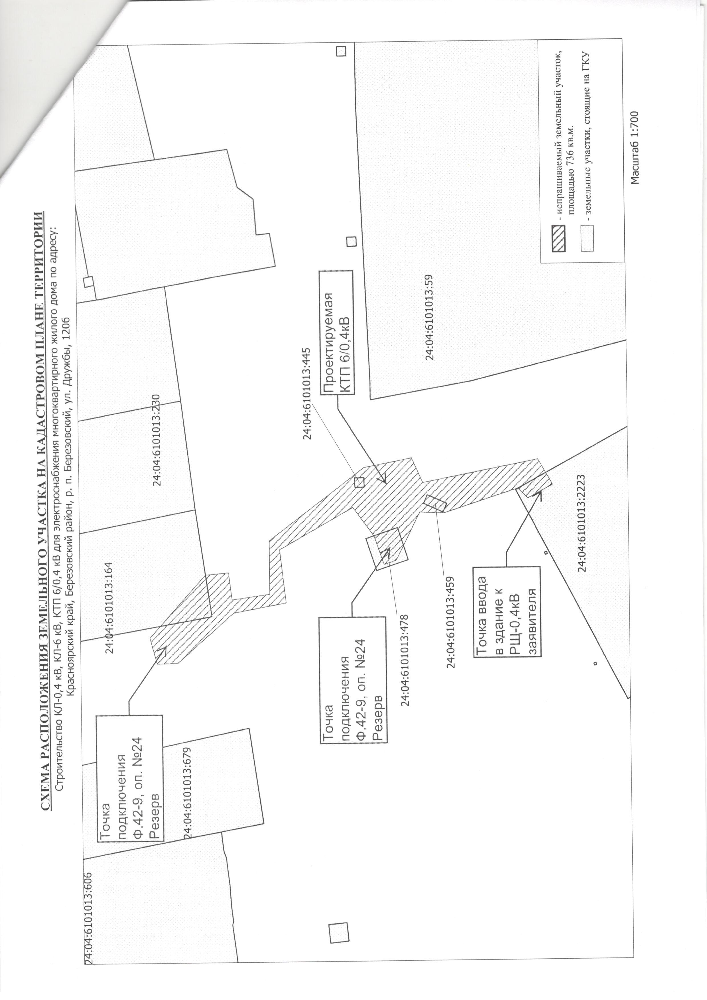 СХЕМА РАСПОЛОЖЕНИЯ ЗЕМЕЛЬНОГО УЧАСТКА НА КАДАСТРОВОМ ПЛАНЕ ТЕРРИТОРИИ
Строительство КЛ-0,4 кВ, КЛ-6 кВ, КТП 6/0,4 кВ для электроснабжения многоквартирного жилого дома по адресу:
Красноярский край, Березовский район, р. п. Березовский, ул. Дружбы, 120б
24:04:6101013:606
Точка
подключения
Ф.42-9, оп. №24
Резерв
24:04:6101013:679
24:04:6101013:164
24:04:6101013:230
24:04:6101013:445
Проектируемая
КТП 6/0,4кВ
Точка
подключения
Ф.42-9, оп. №24
Резерв
24:04:6101013:478
24:04:6101013:459
24:04:6101013:59
Точка ввода
в здание к
РЩ-0,4кВ
заявителя
24:04:6101013:2223
- испрашиваемый земельный участок,
площадью 736 кв.м.
- земельные участки, стоящие на ГКУ
Масштаб 1:700